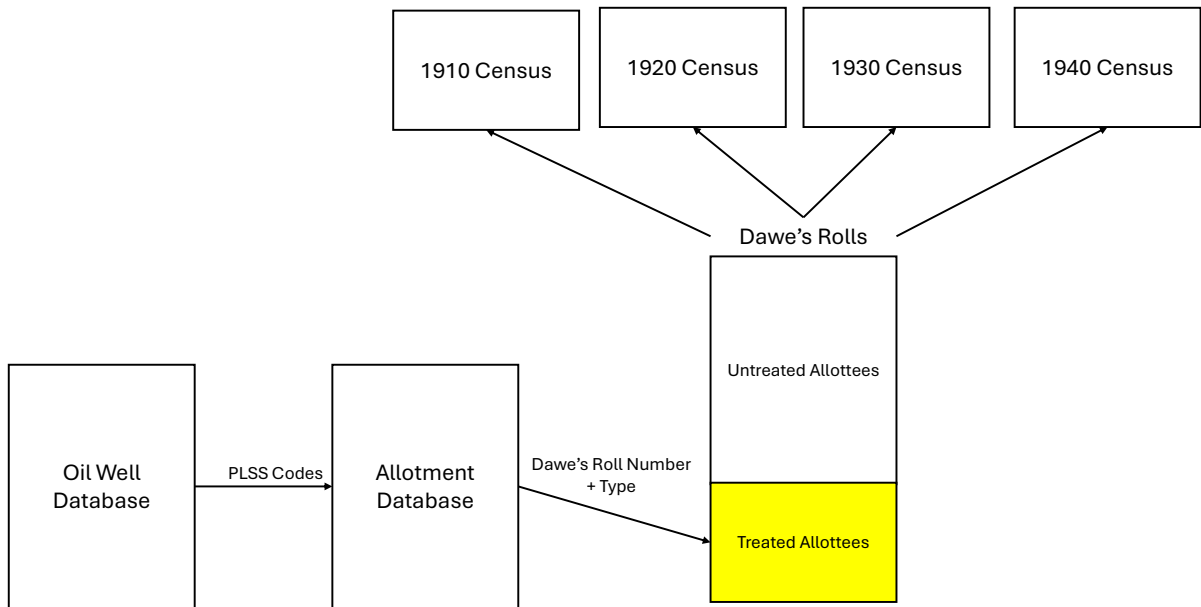 1910 Census
1920 Census
1930 Census
1940 Census
Dawe’s Rolls
Untreated Allottees
Oil Well
Database
PLSS Codes
Allotment
Database
Dawe’s Roll Number
+ Type
Treated Allottees